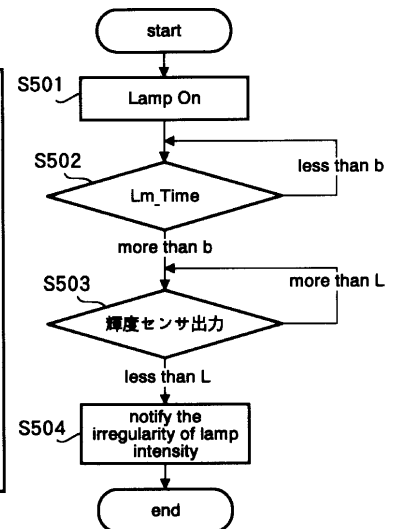 start
S501
Lamp On
S502
less than b
Lm_Time
more than b
S503
more than L
輝度センサ出力
less than L
S504
notify the
irregularity of lamp
intensity
end